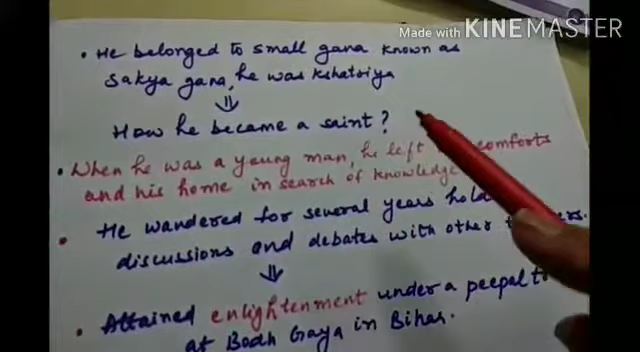 Made with KINEMASTER
• He belonged to small gana known as
Sakya gana, he was kshatriya
⇓
How he became a saint?
• When he was a young man, he left comforts
and his home in search of knowledge
• He wandered for several years
discussions and debates with other
⇓
• Attained enlightenment under a peepal
at Bodh Gaya in Bihar.